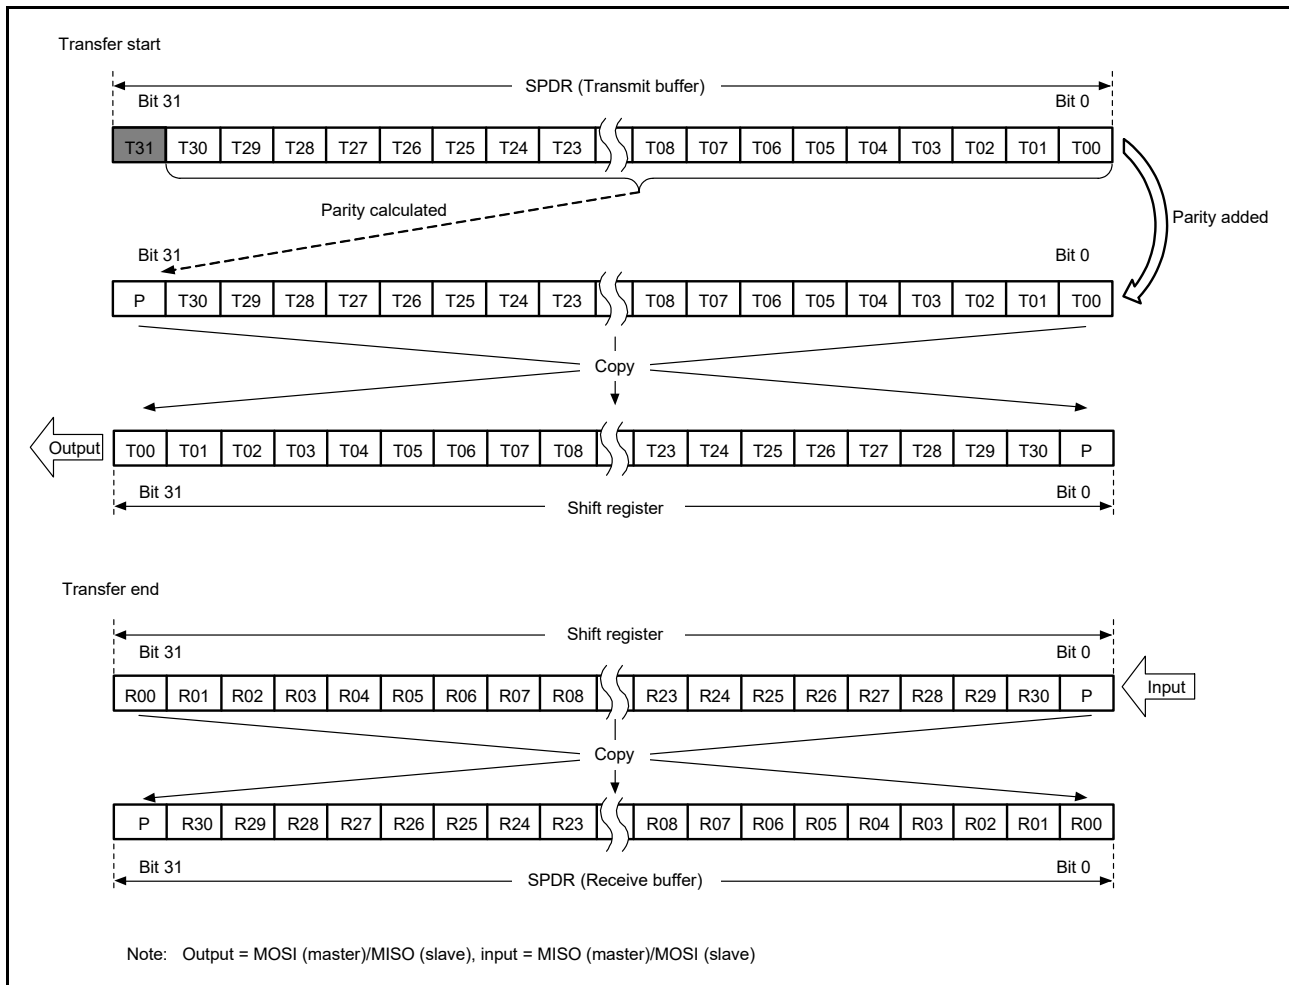 Transfer start
SPDR (Transmit buffer)
Bit 31 Bit 0
T31 T30 T29 T28 T27 T26 T25 T24 T23 T08 T07 T06 T05 T04 T03 T02 T01 T00
Parity calculated
Parity added
Bit 31 Bit 0
P T30 T29 T28 T27 T26 T25 T24 T23 T08 T07 T06 T05 T04 T03 T02 T01 T00
Copy
Output
T00 T01 T02 T03 T04 T05 T06 T07 T08 T23 T24 T25 T26 T27 T28 T29 T30 P
Bit 31 Bit 0
Shift register
Transfer end
Shift register
Bit 31 Bit 0
R00 R01 R02 R03 R04 R05 R06 R07 R08 R23 R24 R25 R26 R27 R28 R29 R30 P
Input
Copy
P R30 R29 R28 R27 R26 R25 R24 R23 R08 R07 R06 R05 R04 R03 R02 R01 R00
Bit 31 Bit 0
SPDR (Receive buffer)
Note: Output = MOSI (master)/MISO (slave), input = MISO (master)/MOSI (slave)